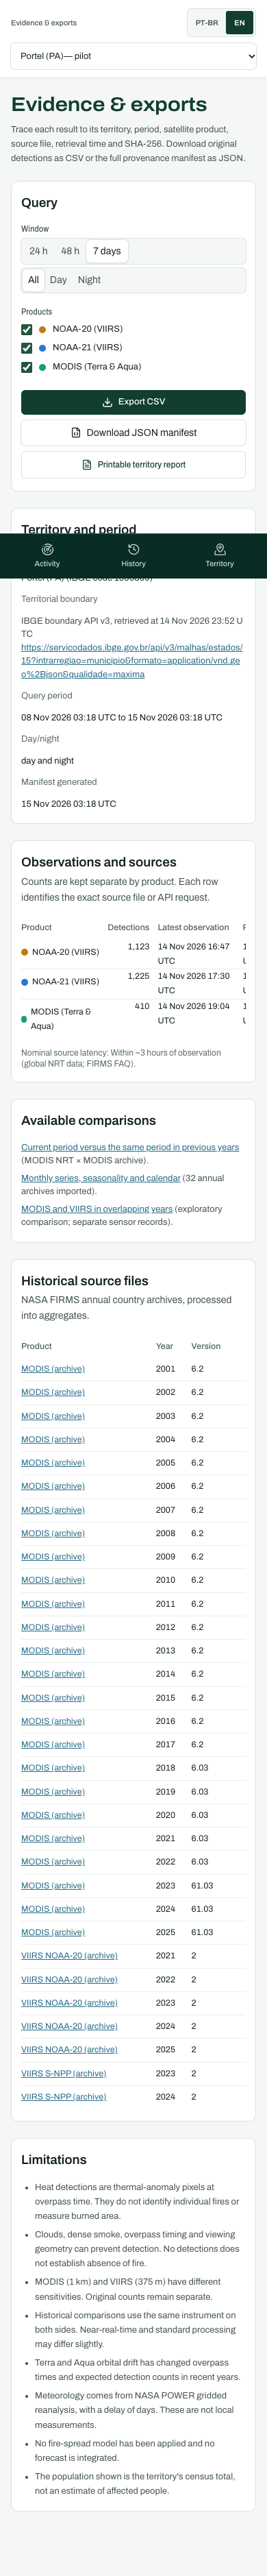 Evidence & exports
PT-BR EN
Portel (PA)— pilot
Evidence & exports
Trace each result to its territory, period, satellite product,
source file, retrieval time and SHA-256. Download original
detections as CSV or the full provenance manifest as JSON.
Query
Window
24 h 48 h 7 days
All Day Night
Products
NOAA-20 (VIIRS)
NOAA-21 (VIIRS)
MODIS (Terra & Aqua)
Export CSV
Download JSON manifest
Printable territory report
Territory and period
Activity History Territory
Territorial boundary
IBGE boundary API v3, retrieved at 14 Nov 2026 23:52 U
TC
https://servicodados.ibge.gov.br/api/v3/malhas/estados/
15?intrarregiao=municipio&formato=application/vnd.ge
o%2Bjson&qualidade=maxima
Query period
08 Nov 2026 03:18 UTC to 15 Nov 2026 03:18 UTC
Day/night
day and night
Manifest generated
15 Nov 2026 03:18 UTC
Observations and sources
Counts are kept separate by product. Each row
identifies the exact source file or API request.
Product Detections Latest observation
NOAA-20 (VIIRS) 1,123 14 Nov 2026 16:47
UTC
NOAA-21 (VIIRS) 1,225 14 Nov 2026 17:30
UTC
MODIS (Terra & 410 14 Nov 2026 19:04
Aqua) UTC
Nominal source latency: Within ~3 hours of observation
(global NRT data; FIRMS FAQ).
Available comparisons
Current period versus the same period in previous years
(MODIS NRT × MODIS archive).
Monthly series, seasonality and calendar (32 annual
archives imported).
MODIS and VIIRS in overlapping years (exploratory
comparison; separate sensor records).
Historical source files
NASA FIRMS annual country archives, processed
into aggregates.
Product Year Version
MODIS (archive) 2001 6.2
MODIS (archive) 2002 6.2
MODIS (archive) 2003 6.2
MODIS (archive) 2004 6.2
MODIS (archive) 2005 6.2
MODIS (archive) 2006 6.2
MODIS (archive) 2007 6.2
MODIS (archive) 2008 6.2
MODIS (archive) 2009 6.2
MODIS (archive) 2010 6.2
MODIS (archive) 2011 6.2
MODIS (archive) 2012 6.2
MODIS (archive) 2013 6.2
MODIS (archive) 2014 6.2
MODIS (archive) 2015 6.2
MODIS (archive) 2016 6.2
MODIS (archive) 2017 6.2
MODIS (archive) 2018 6.03
MODIS (archive) 2019 6.03
MODIS (archive) 2020 6.03
MODIS (archive) 2021 6.03
MODIS (archive) 2022 6.03
MODIS (archive) 2023 61.03
MODIS (archive) 2024 61.03
MODIS (archive) 2025 61.03
VIIRS NOAA-20 (archive) 2021 2
VIIRS NOAA-20 (archive) 2022 2
VIIRS NOAA-20 (archive) 2023 2
VIIRS NOAA-20 (archive) 2024 2
VIIRS NOAA-20 (archive) 2025 2
VIIRS S-NPP (archive) 2023 2
VIIRS S-NPP (archive) 2024 2
Limitations
• Heat detections are thermal-anomaly pixels at
overpass time. They do not identify individual fires or
measure burned area.
• Clouds, dense smoke, overpass timing and viewing
geometry can prevent detection. No detections does
not establish absence of fire.
• MODIS (1 km) and VIIRS (375 m) have different
sensitivities. Original counts remain separate.
• Historical comparisons use the same instrument on
both sides. Near-real-time and standard processing
may differ slightly.
• Terra and Aqua orbital drift has changed overpass
times and expected detection counts in recent years.
• Meteorology comes from NASA POWER gridded
reanalysis, with a delay of days. These are not local
measurements.
• No fire-spread model has been applied and no
forecast is integrated.
• The population shown is the territory's census total,
not an estimate of affected people.